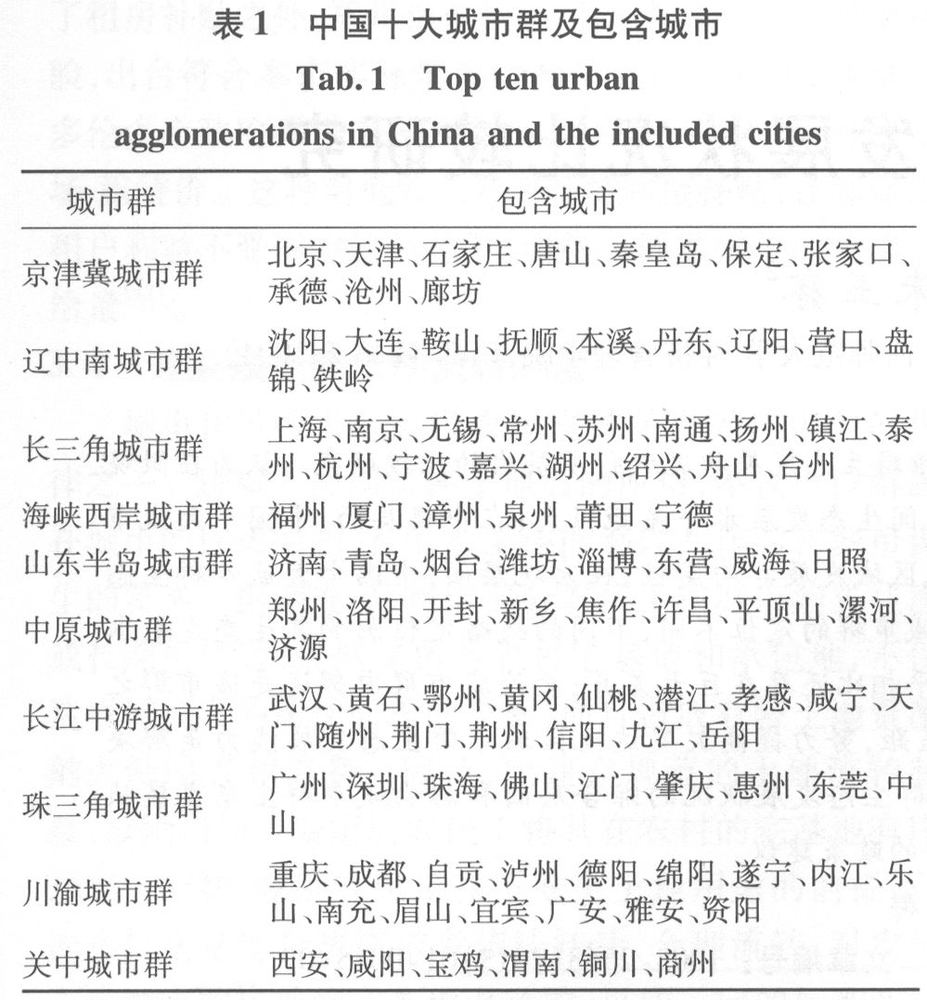 表1 中国十大城市群及包含城市
Tab.1 Top ten urban
agglomerations in China and the included cities
城市群 包含城市
京津冀城市群 北京、天津、石家庄、唐山、秦皇岛、保定、张家口、
承德、沧州、廊坊
辽中南城市群 沈阳、大连、鞍山、抚顺、本溪、丹东、辽阳、营口、盘
锦、铁岭
长三角城市群 上海、南京、无锡、常州、苏州、南通、扬州、镇江、泰
州、杭州、宁波、嘉兴、湖州、绍兴、舟山、台州
海峡西岸城市群 福州、厦门、漳州、泉州、莆田、宁德
山东半岛城市群 济南、青岛、烟台、潍坊、淄博、东营、威海、日照
中原城市群 郑州、洛阳、开封、新乡、焦作、许昌、平顶山、漯河、
济源
长江中游城市群 武汉、黄石、鄂州、黄冈、仙桃、潜江、孝感、咸宁、天
门、随州、荆门、荆州、信阳、九江、岳阳
珠三角城市群 广州、深圳、珠海、佛山、江门、肇庆、惠州、东莞、中
山
川渝城市群 重庆、成都、自贡、泸州、德阳、绵阳、遂宁、内江、乐
山、南充、眉山、宜宾、广安、雅安、资阳
关中城市群 西安、咸阳、宝鸡、渭南、铜川、商州